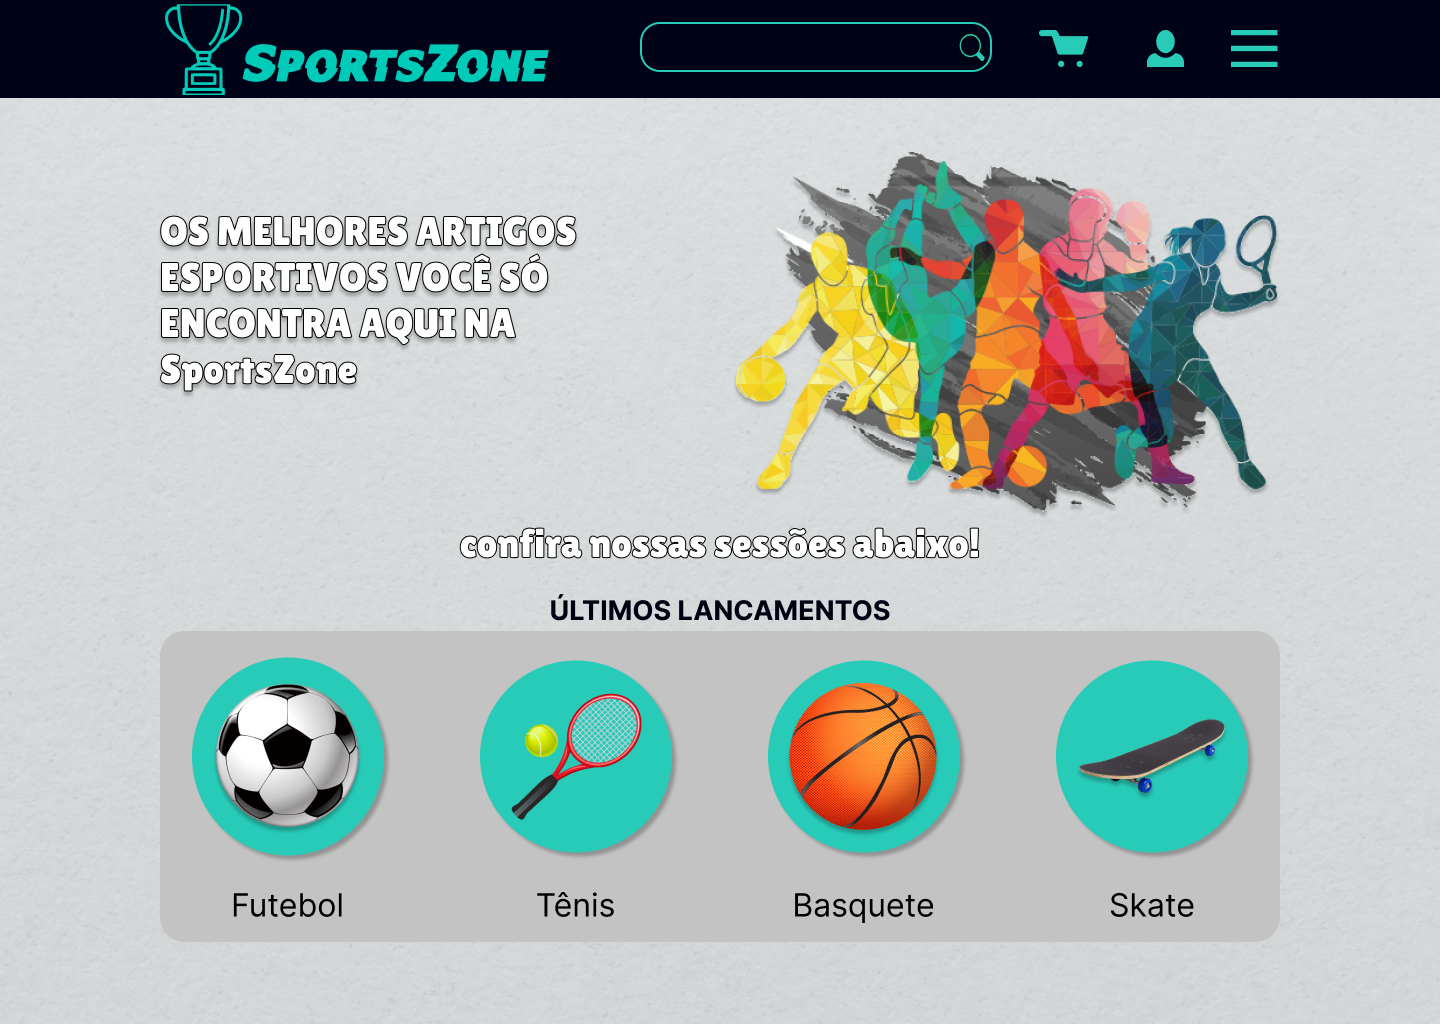 SPORTSZONE
OS MELHORES ARTIGOS
ESPORTIVOS VOCÊ SÓ
ENCONTRA AQUI NA
SportsZone
confira nossas sessões abaixo!
ÚLTIMOS LANCAMENTOS
Futebol
Tênis
Basquete
Skate